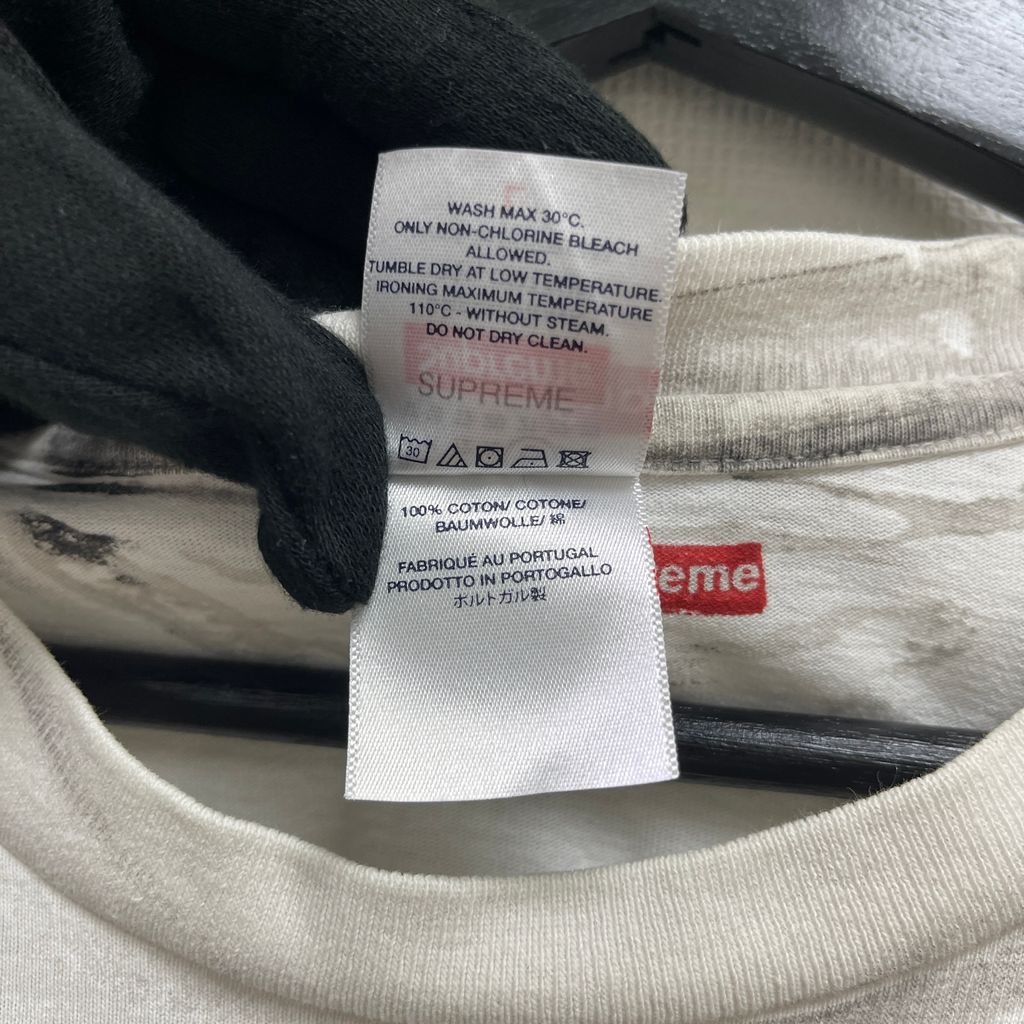 WASH MAX 30°C.
ONLY NON-CHLORINE BLEACH
ALLOWED.
TUMBLE DRY AT LOW TEMPERATURE.
IRONING MAXIMUM TEMPERATURE
110°C - WITHOUT STEAM.
DO NOT DRY CLEAN.
SUPREME
30
100% COTON/ COTONE/
BAUMWOLLE/ 綿
FABRIQUÉ AU PORTUGAL
PRODOTTO IN PORTOGALLO
ポルトガル製
eme